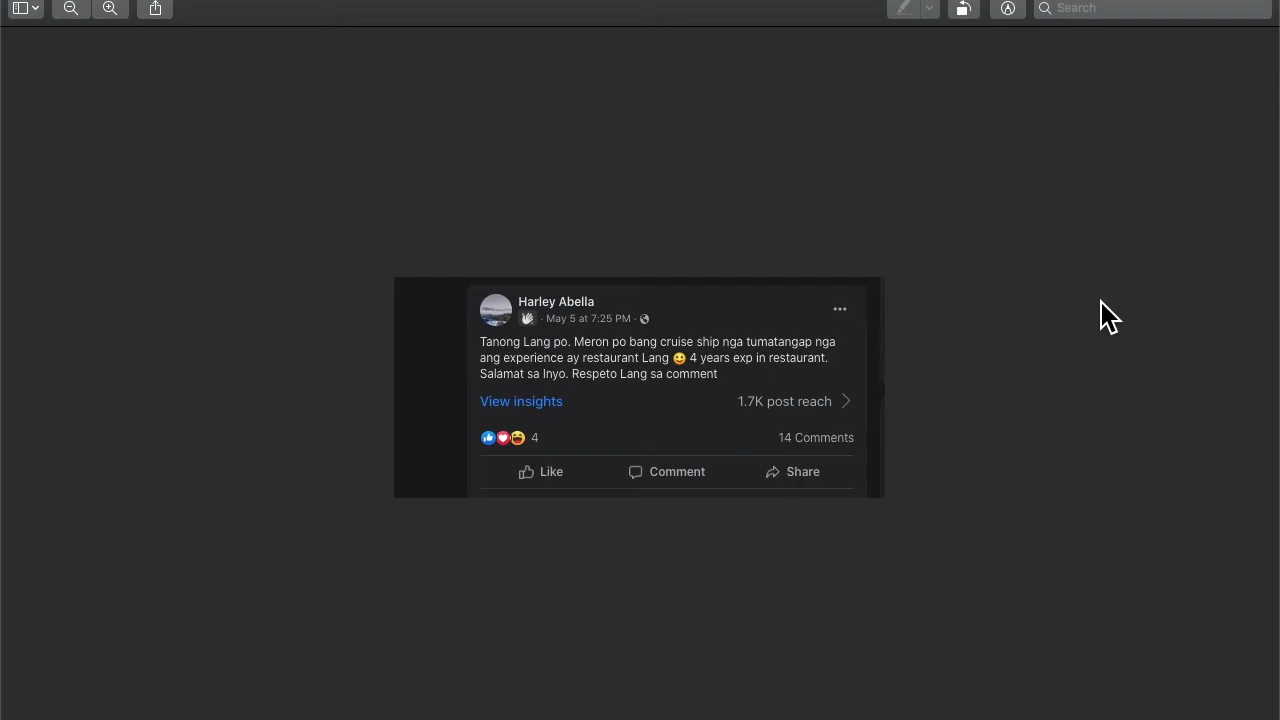 Search
Harley Abella
· May 5 at 7:25 PM ·
Tanong Lang po. Meron po bang cruise ship nga tumatangap nga
ang experience ay restaurant Lang 😀 4 years exp in restaurant.
Salamat sa Inyo. Respeto Lang sa comment
View insights 1.7K post reach
4 14 Comments
Like Comment Share